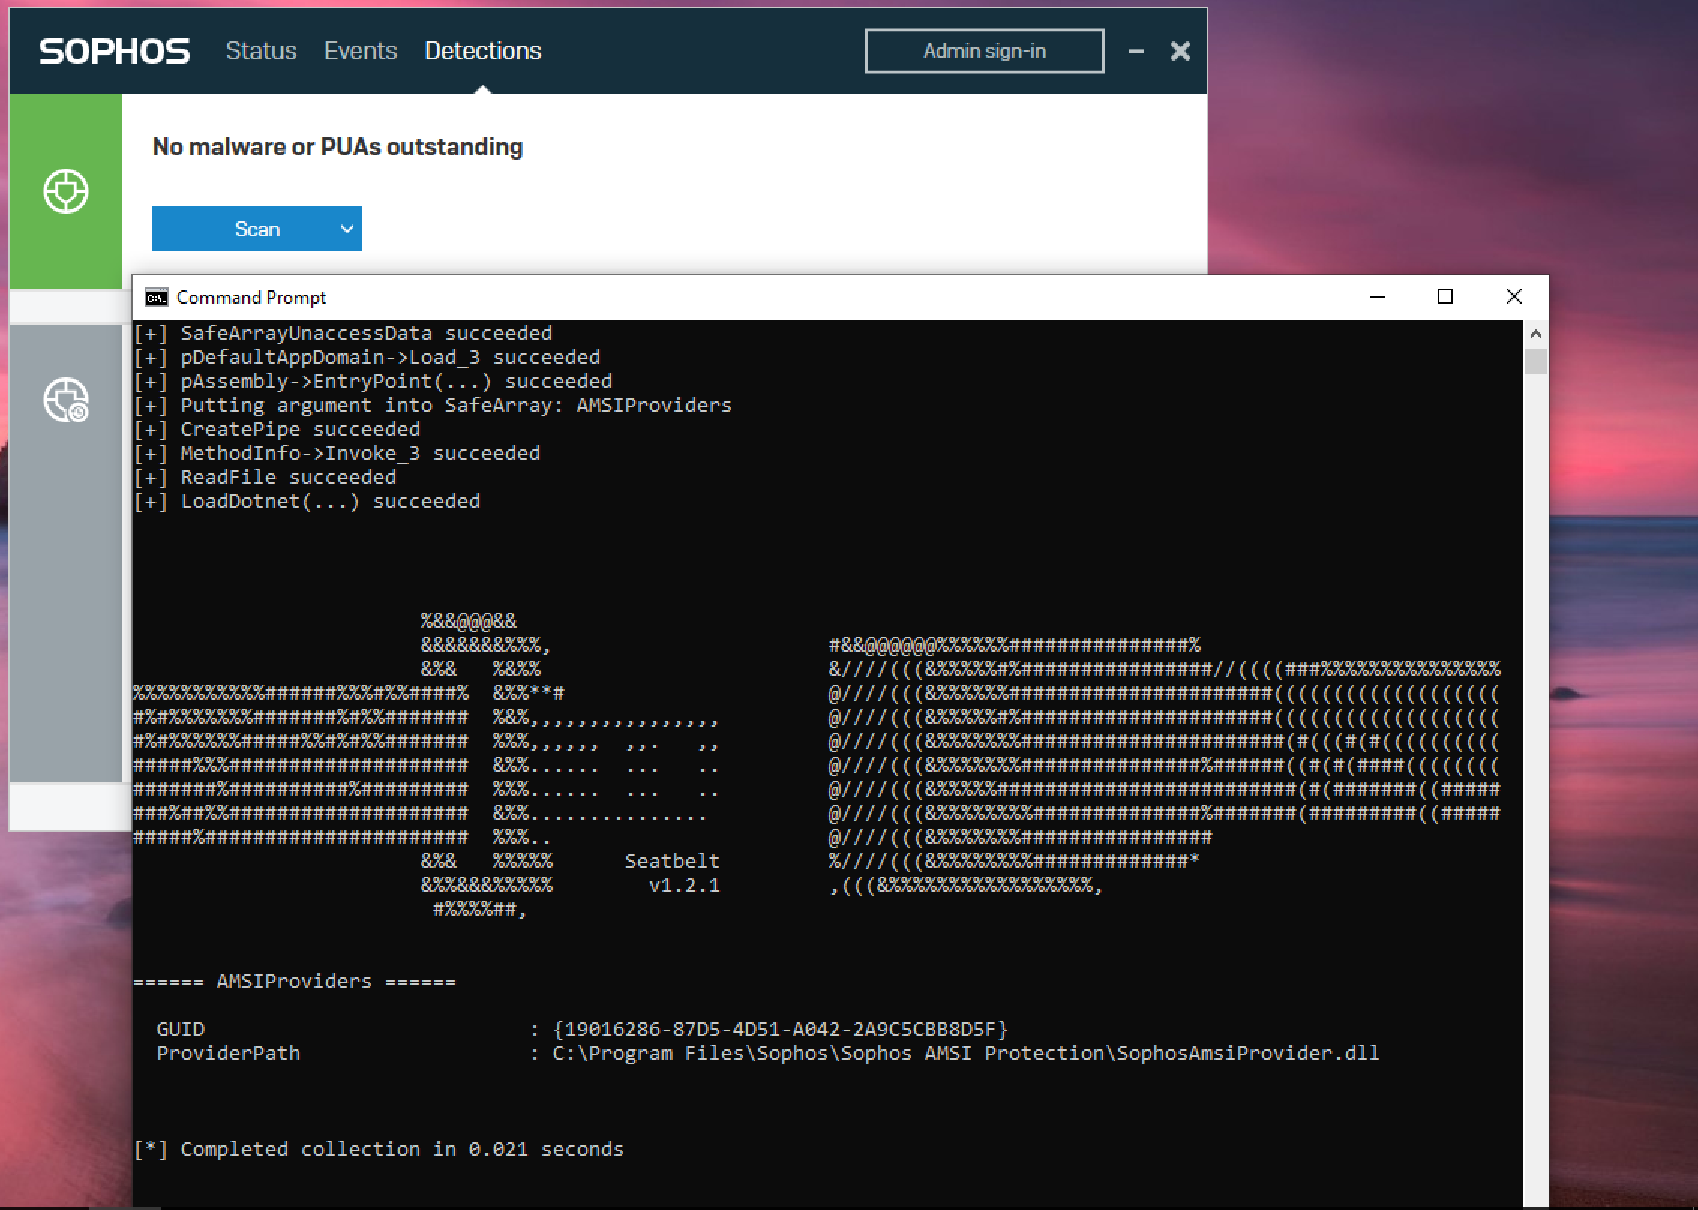 SOPHOS Status Events Detections Admin sign-in
No malware or PUAs outstanding
Scan
Command Prompt
[+] SafeArrayUnaccessData succeeded
[+] pDefaultAppDomain->Load_3 succeeded
[+] pAssembly->EntryPoint(...) succeeded
[+] Putting argument into SafeArray: AMSIProviders
[+] CreatePipe succeeded
[+] MethodInfo->Invoke_3 succeeded
[+] ReadFile succeeded
[+] LoadDotnet(...) succeeded
Seatbelt
v1.2.1
====== AMSIProviders ======
GUID : {19016286-87D5-4D51-A042-2A9C5CBB8D5F}
ProviderPath : C:\Program Files\Sophos\Sophos AMSI Protection\SophosAmsiProvider.dll
[*] Completed collection in 0.021 seconds